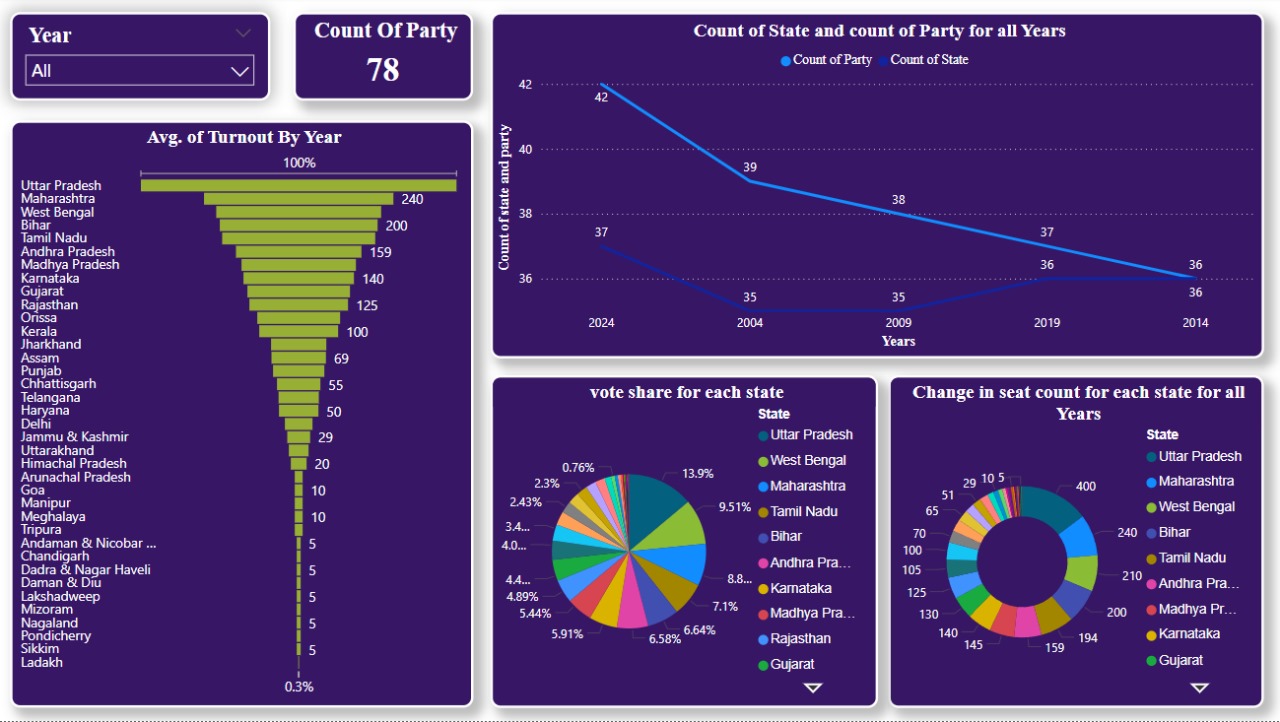 Year
All
Count Of Party
78
Avg. of Turnout By Year
100%
Uttar Pradesh
Maharashtra 240
West Bengal
Bihar 200
Tamil Nadu
Andhra Pradesh 159
Madhya Pradesh
Karnataka 140
Gujarat
Rajasthan 125
Orissa
Kerala 100
Jharkhand
Assam 69
Punjab
Chhattisgarh 55
Telangana
Haryana 50
Delhi
Jammu & Kashmir 29
Uttarakhand
Himachal Pradesh 20
Arunachal Pradesh
Goa 10
Manipur
Meghalaya 10
Tripura
Andaman & Nicobar ... 5
Chandigarh
Dadra & Nagar Haveli 5
Daman & Diu
Lakshadweep 5
Mizoram
Nagaland 5
Pondicherry
Sikkim 5
Ladakh
0.3%
Count of State and count of Party for all Years
Count of Party Count of State
Count of state and party
42
40
38
36
42
39
38
37
36
37
35
35
36
36
2024 2004 2009 2019 2014
Years
vote share for each state
13.9%
9.51%
8.8...
7.1%
6.64%
6.58%
5.91%
5.44%
4.89%
4.4...
4.0...
3.4...
2.43%
2.3%
0.76%
State
Uttar Pradesh
West Bengal
Maharashtra
Tamil Nadu
Bihar
Andhra Pra...
Karnataka
Madhya Pra...
Rajasthan
Gujarat
Change in seat count for each state for all
Years
400
240
210
200
194
159
145
140
130
125
105
100
70
65
51
29
10
5
State
Uttar Pradesh
Maharashtra
West Bengal
Bihar
Tamil Nadu
Andhra Pra...
Madhya Pr...
Karnataka
Gujarat